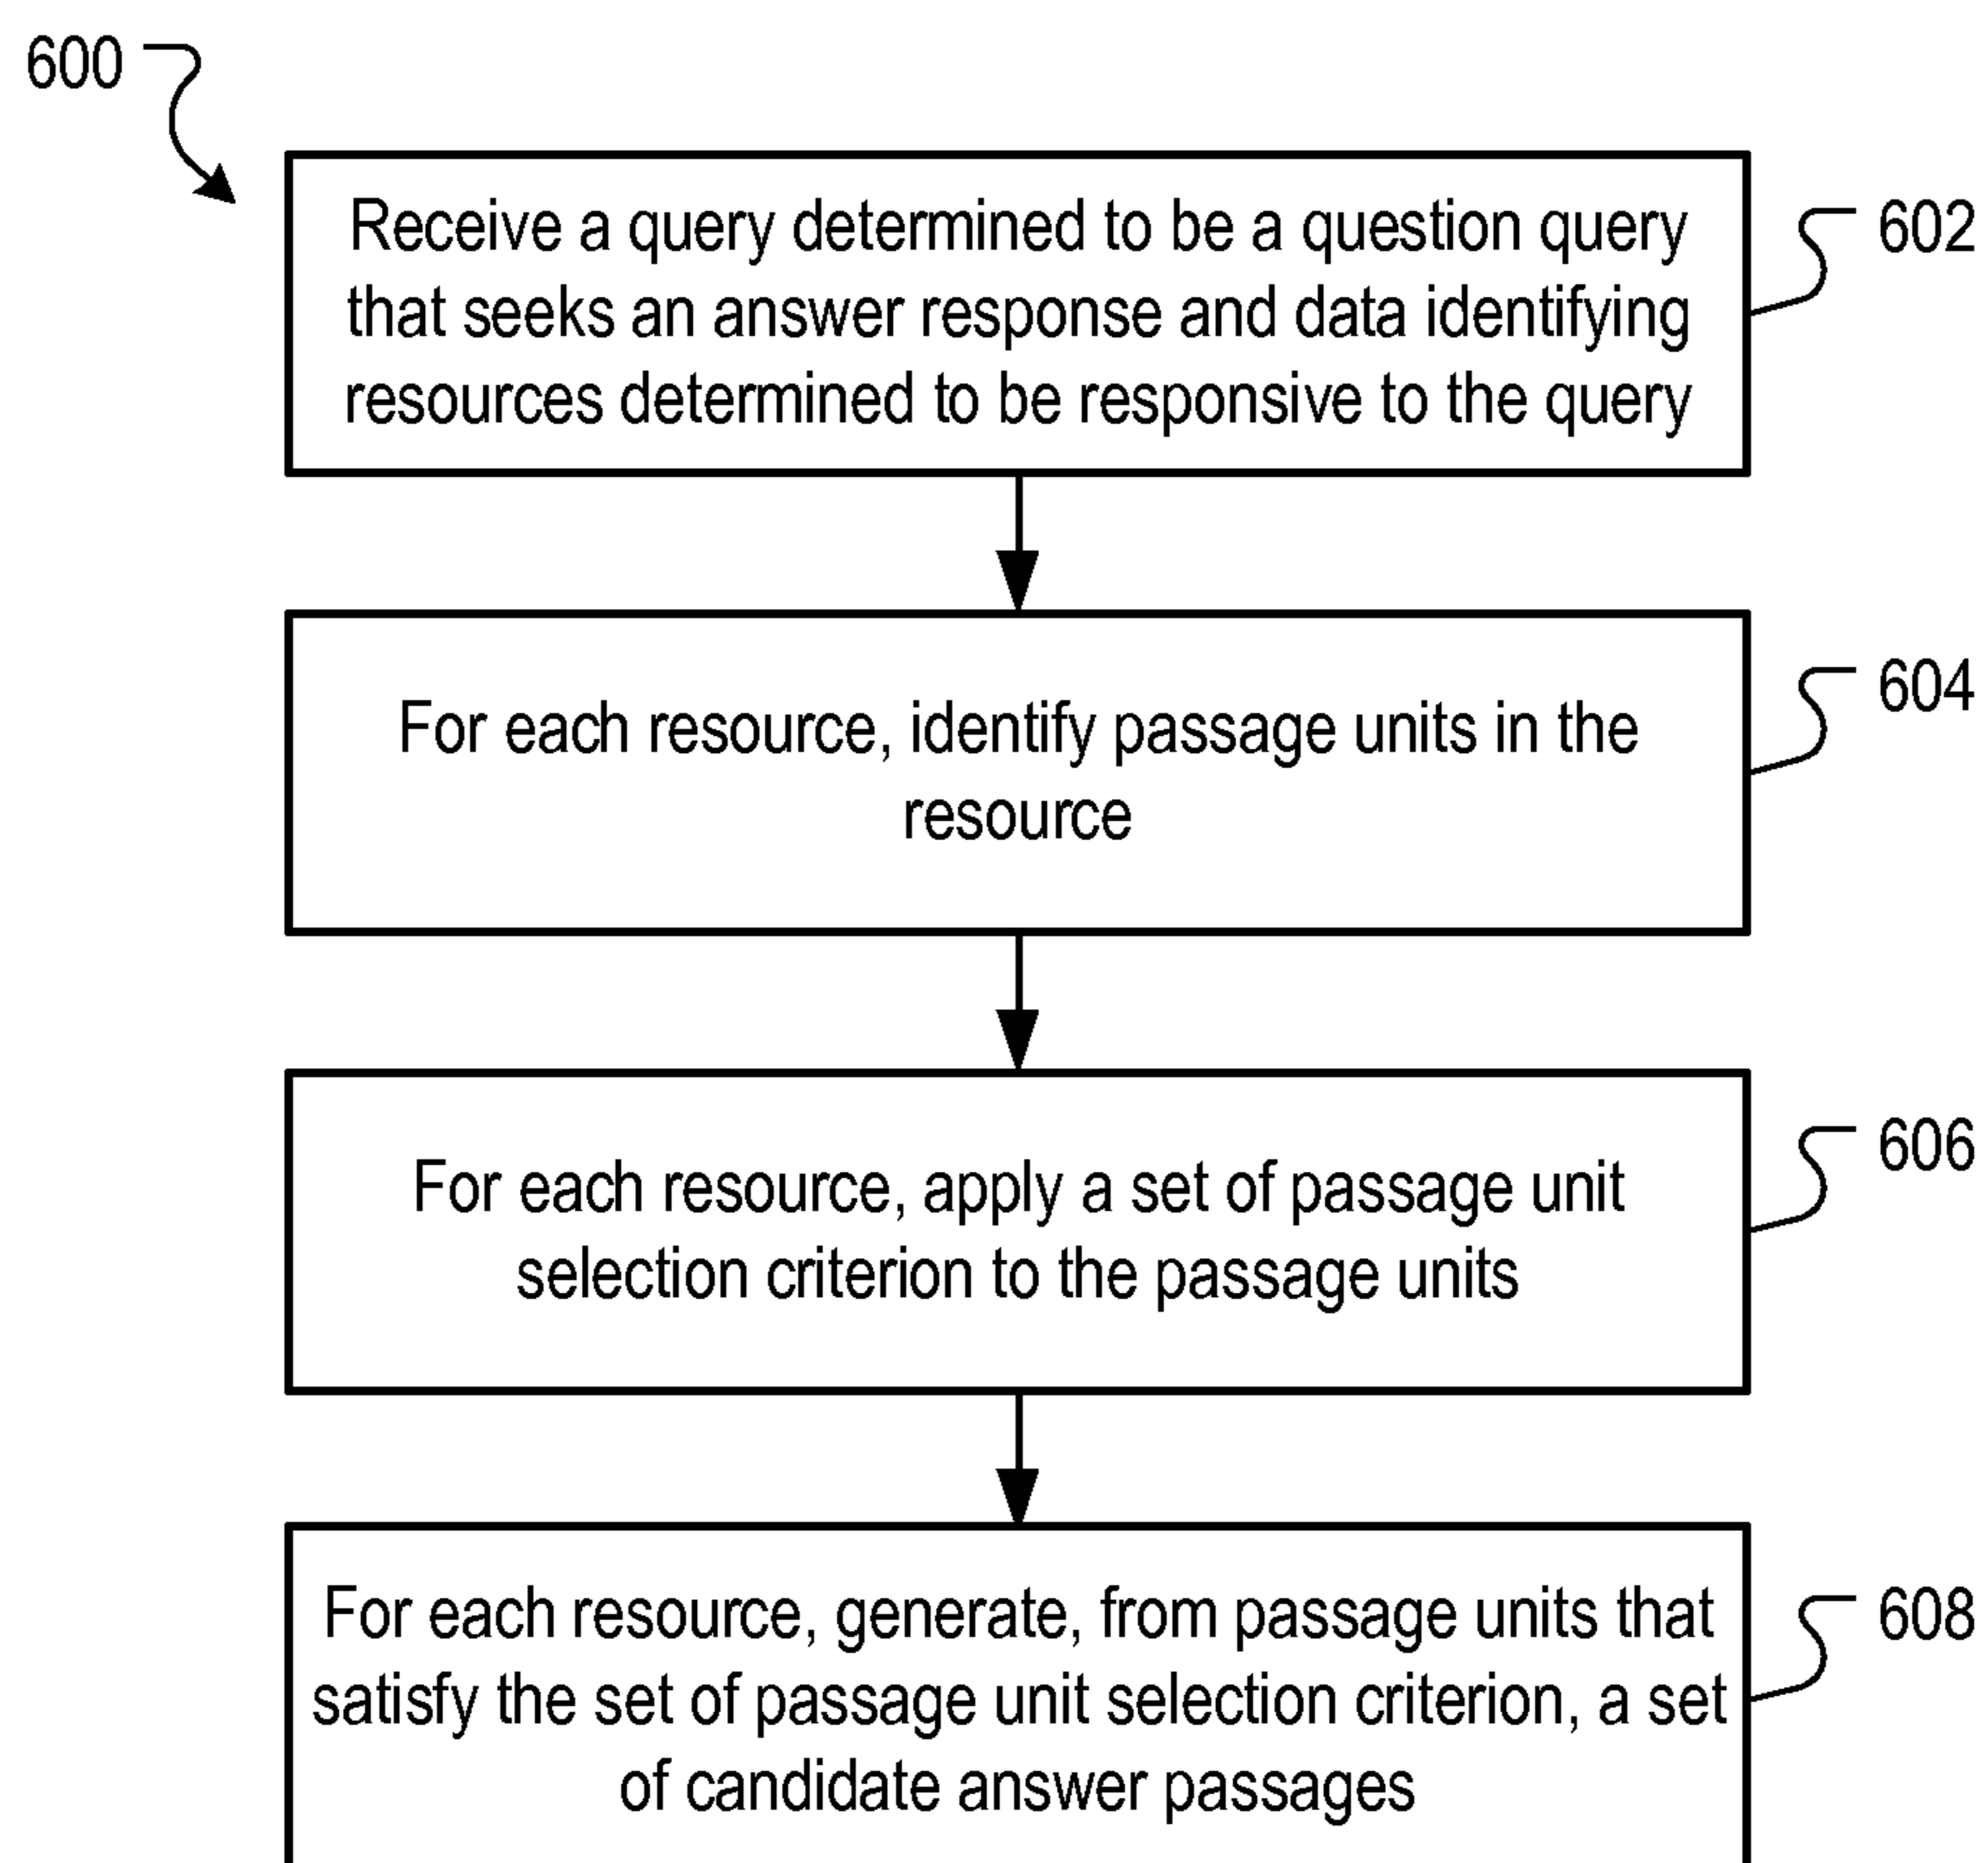 600
Receive a query determined to be a question query
that seeks an answer response and data identifying
resources determined to be responsive to the query
602
For each resource, identify passage units in the
resource
604
For each resource, apply a set of passage unit
selection criterion to the passage units
606
For each resource, generate, from passage units that
satisfy the set of passage unit selection criterion, a set
of candidate answer passages
608